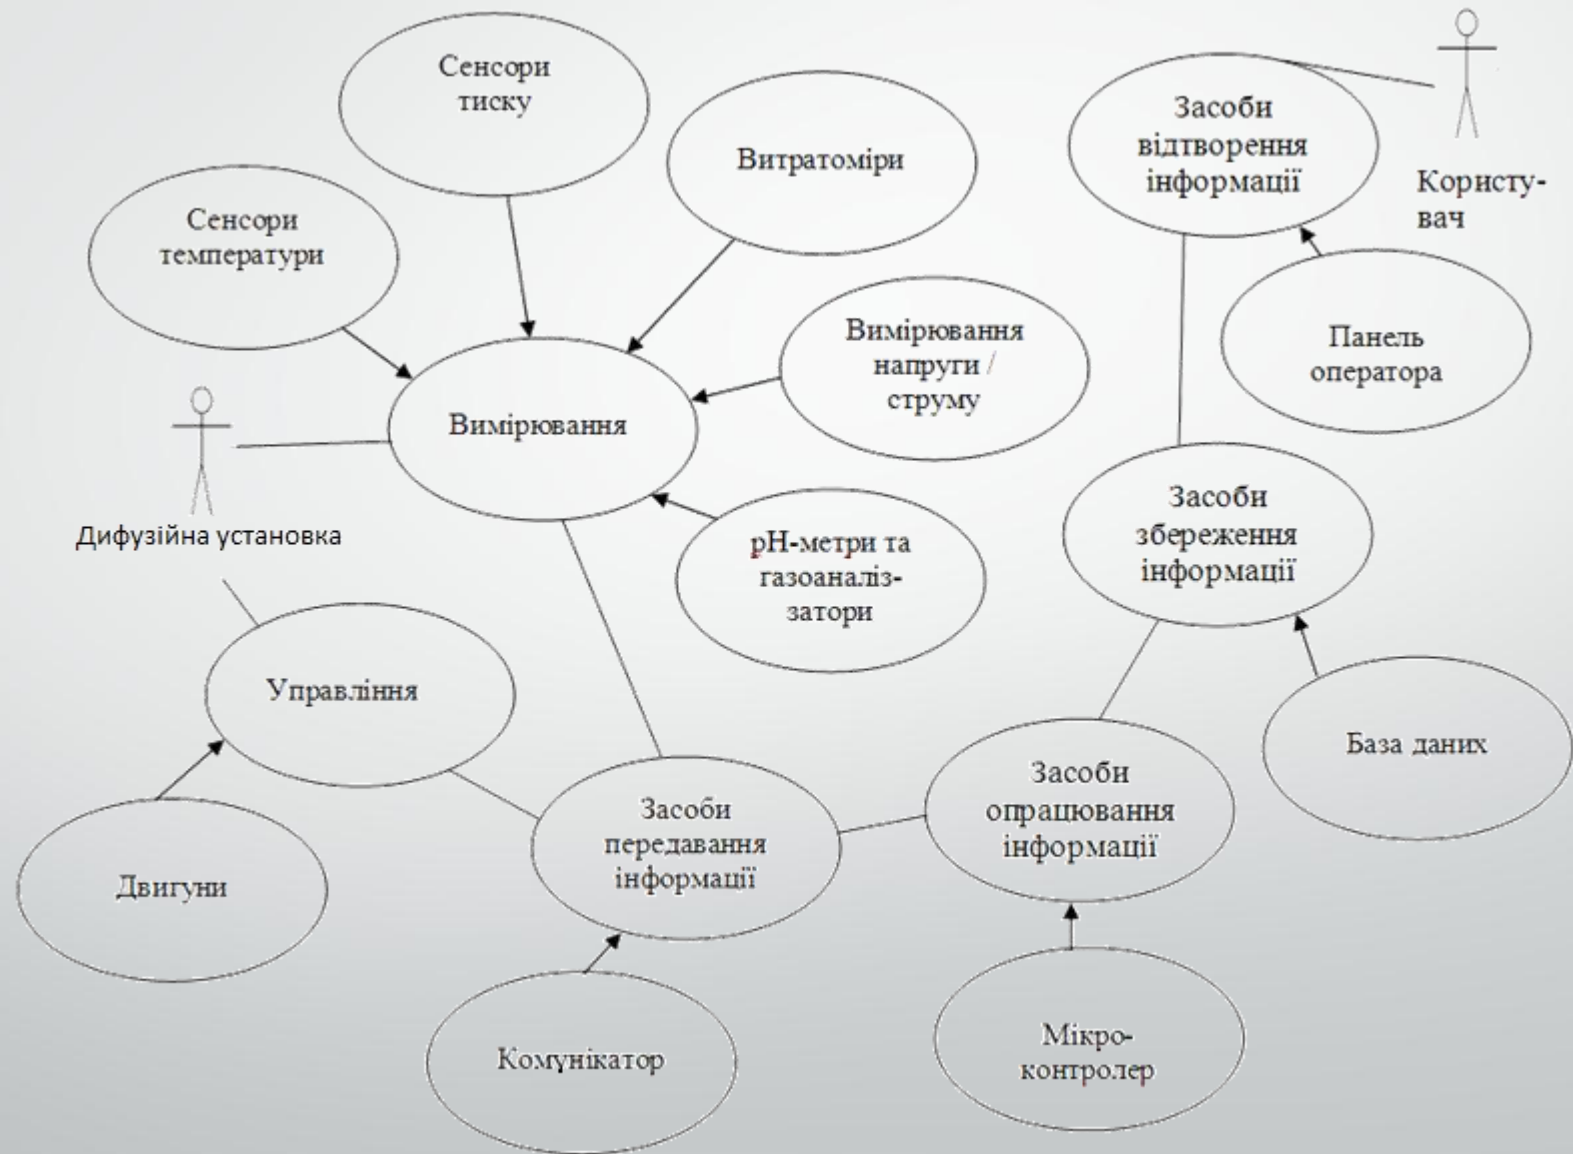 Сенсори
тиску
Витратоміри
Засоби
відтворення
інформації
Користу-
вач
Сенсори
температури
Вимірювання
напруги /
струму
Панель
оператора
Вимірювання
Дифузійна установка
рН-метри та
газоаналіз-
затори
Засоби
збереження
інформації
Управління
База даних
Засоби
передавання
інформації
Засоби
опрацювання
інформації
Двигуни
Комунікатор
Мікро-
контролер